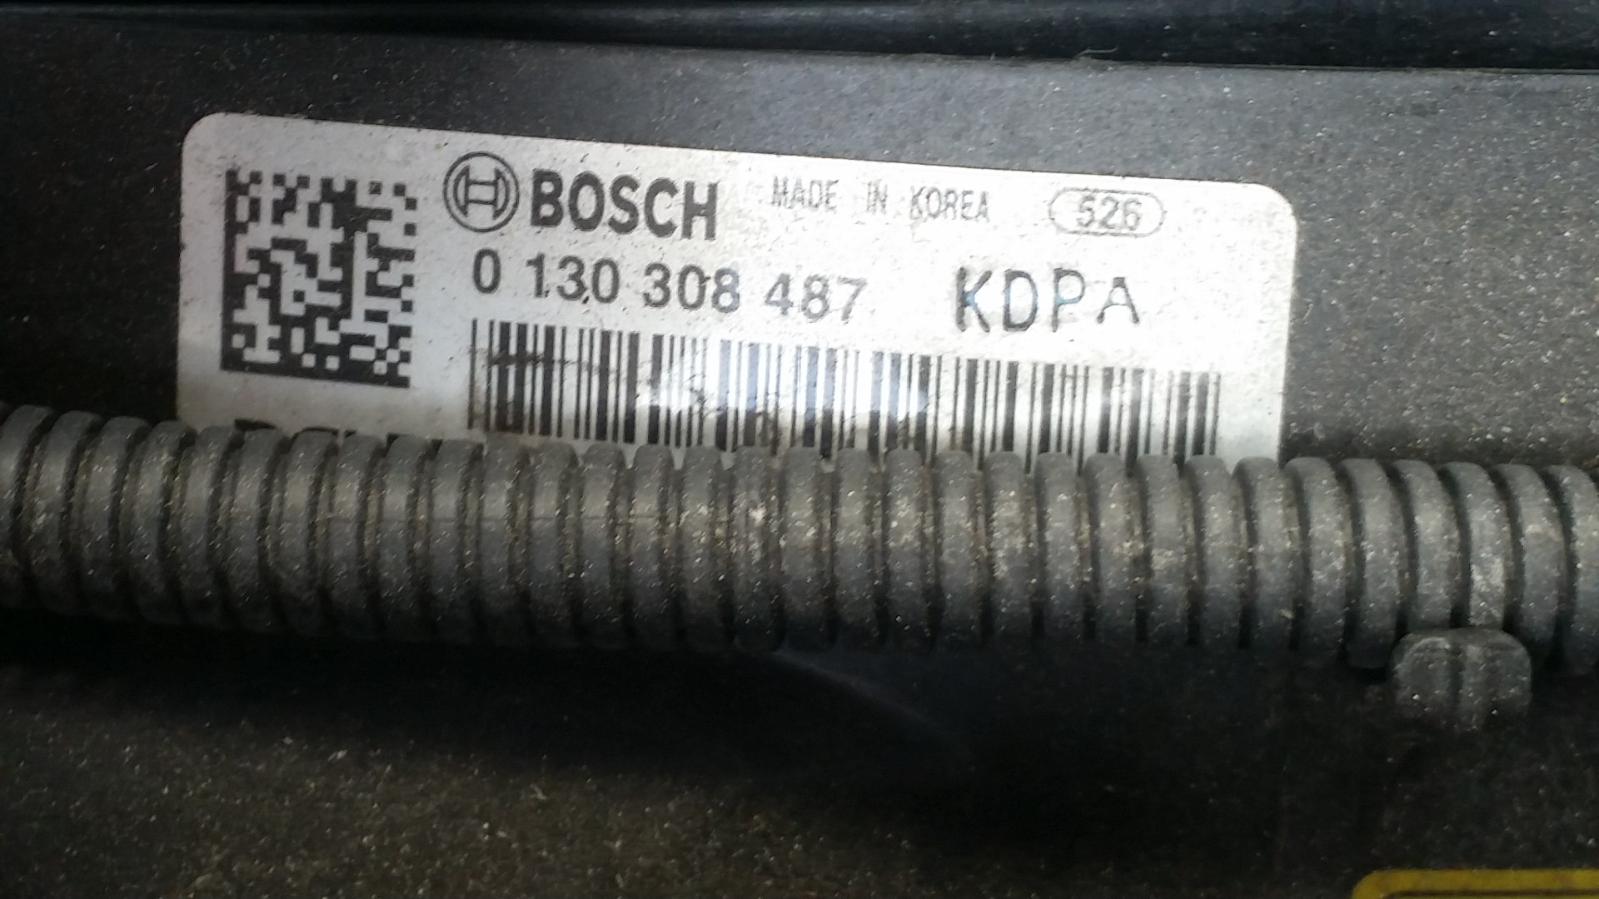 BOSCH MADE IN KOREA 526
0 130 308 487 KDPA